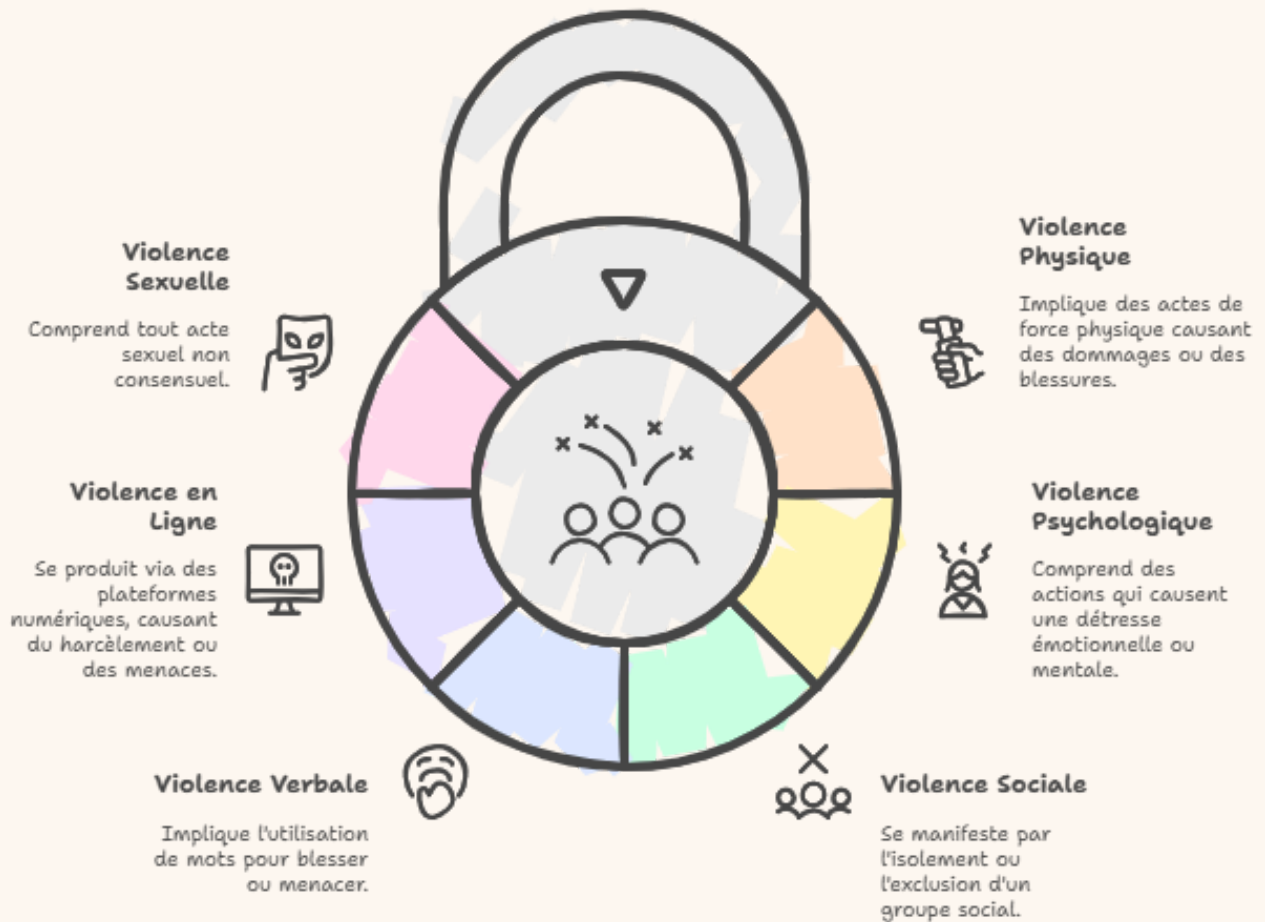 Violence
Sexuelle
Comprend tout acte
sexuel non
consensuel.
Violence en
Ligne
Se produit via des
plateformes
numériques, causant
du harcèlement ou
des menaces.
Violence Verbale
Implique l'utilisation
de mots pour blesser
ou menacer.
Violence
Physique
Implique des actes de
force physique causant
des dommages ou des
blessures.
Violence
Psychologique
Comprend des
actions qui causent
une détresse
émotionnelle ou
mentale.
Violence Sociale
Se manifeste par
l'isolement ou
l'exclusion d'un
groupe social.